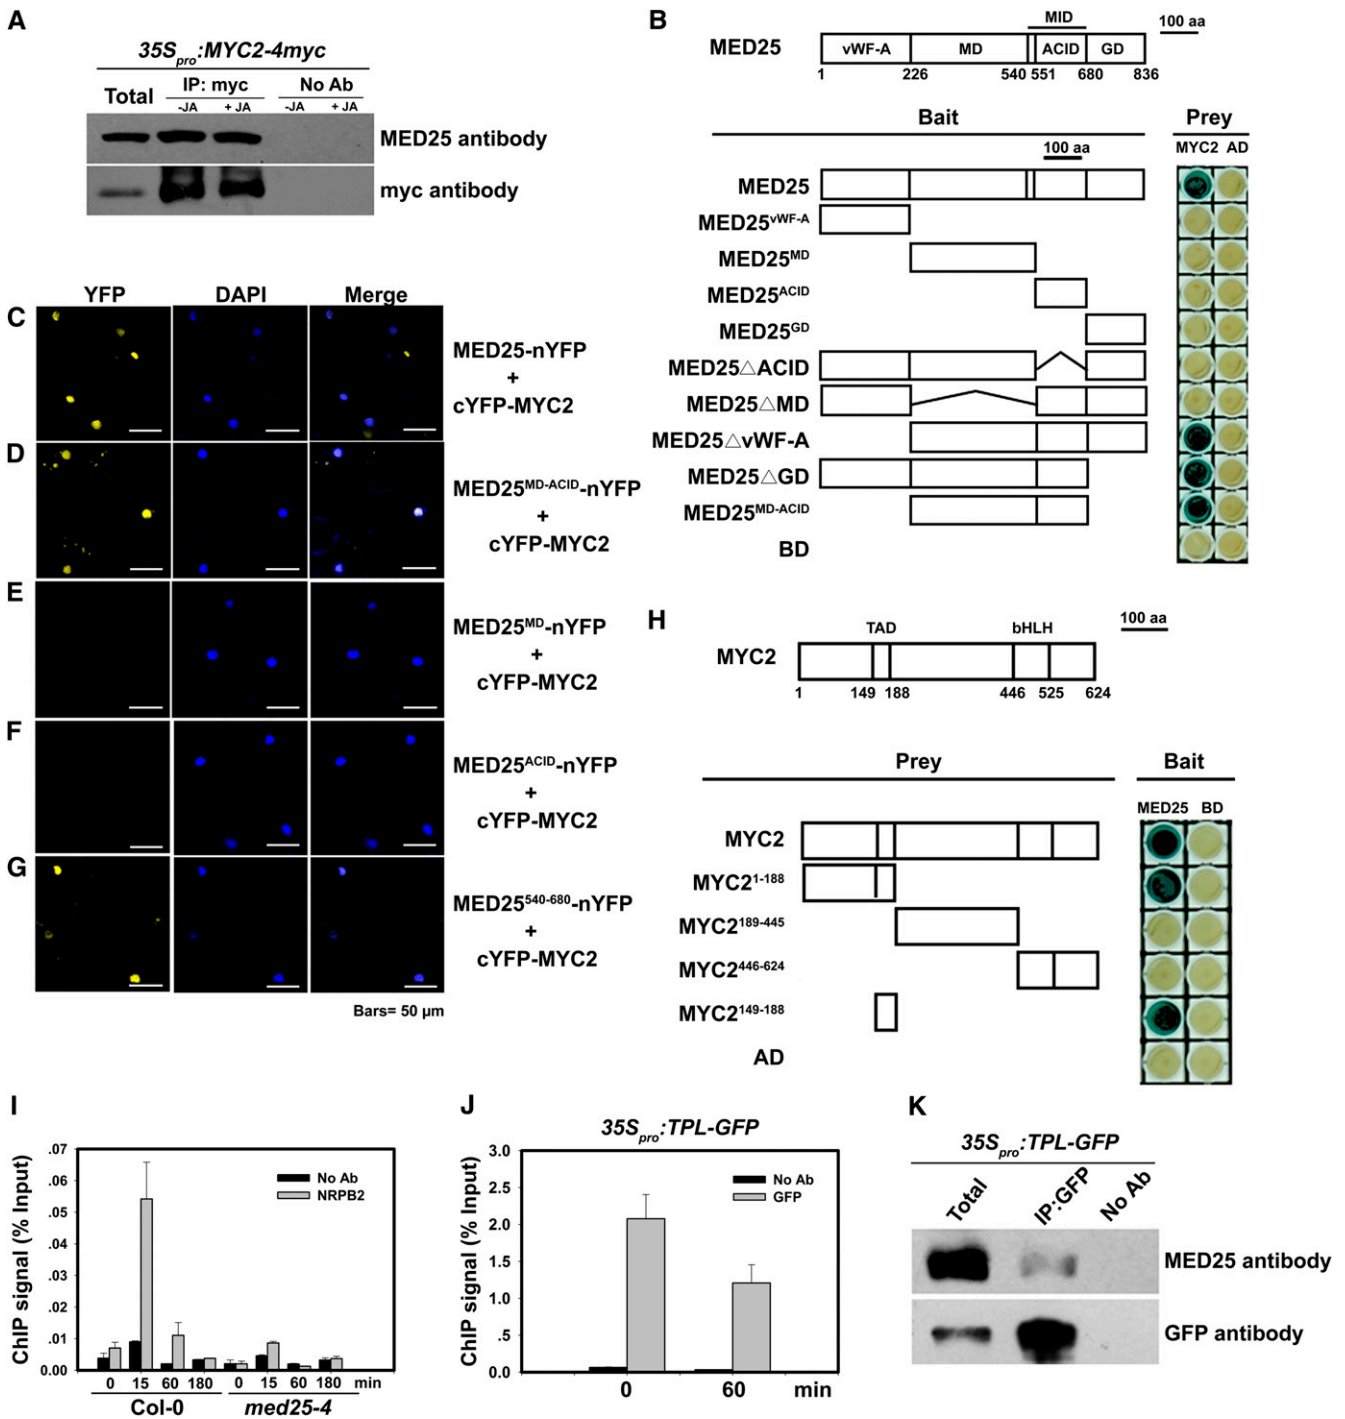 A
35Spro:MYC2-4myc
Total
IP: myc
No Ab
-JA + JA -JA + JA
MED25 antibody
myc antibody
B
MID
100 aa
MED25
vWF-A MD ACID GD
1 226 540 551 680 836
Bait
Prey
100 aa
MYC2 AD
MED25
MED25vWF-A
MED25MD
MED25ACID
MED25GD
MED25△ACID
MED25△MD
MED25△vWF-A
MED25△GD
MED25MD-ACID
BD
YFP DAPI Merge
C
MED25-nYFP
+
cYFP-MYC2
D
MED25MD-ACID-nYFP
+
cYFP-MYC2
E
MED25MD-nYFP
+
cYFP-MYC2
F
MED25ACID-nYFP
+
cYFP-MYC2
G
MED25540-680-nYFP
+
cYFP-MYC2
Bars= 50 µm
H
TAD bHLH
100 aa
MYC2
1 149 188 446 525 624
Prey
Bait
MED25 BD
MYC2
MYC21-188
MYC2189-445
MYC2446-624
MYC2149-188
AD
I
ChIP signal (% Input)
.07
.06
.05
.04
.03
.02
.01
0.00
No Ab
NRPB2
0 15 60 180 0 15 60 180 min
Col-0 med25-4
J
35Spro:TPL-GFP
ChIP signal (% Input)
3.0
2.5
2.0
1.5
1.0
.5
0.0
No Ab
GFP
0 60 min
K
35Spro:TPL-GFP
Total IP:GFP No Ab
MED25 antibody
GFP antibody